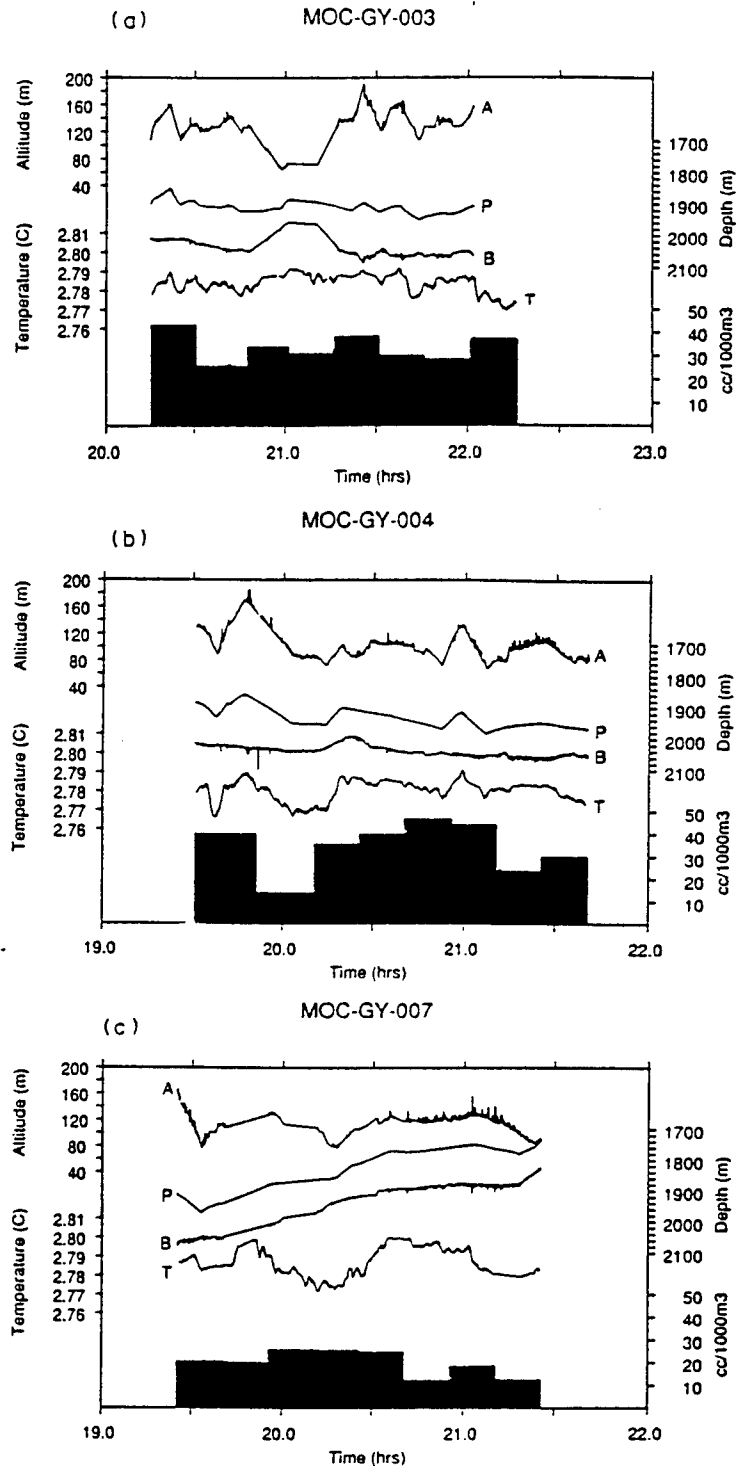 (a)
MOC-GY-003
Altitude (m)
200
160
120
80
40
A
P
B
T
Temperature (C)
2.81
2.80
2.79
2.78
2.77
2.76
1700
1800
1900
2000
2100
Depth (m)
50
40
30
20
10
cc/1000m3
20.0
21.0
22.0
23.0
Time (hrs)
(b)
MOC-GY-004
Altitude (m)
200
160
120
80
40
A
P
B
T
Temperature (C)
2.81
2.80
2.79
2.78
2.77
2.76
1700
1800
1900
2000
2100
Depth (m)
50
40
30
20
10
cc/1000m3
19.0
20.0
21.0
22.0
Time (hrs)
(c)
MOC-GY-007
Altitude (m)
200
160
120
80
40
A
P
B
T
Temperature (C)
2.81
2.80
2.79
2.78
2.77
2.76
1700
1800
1900
2000
2100
Depth (m)
50
40
30
20
10
cc/1000m3
19.0
20.0
21.0
22.0
Time (hrs)